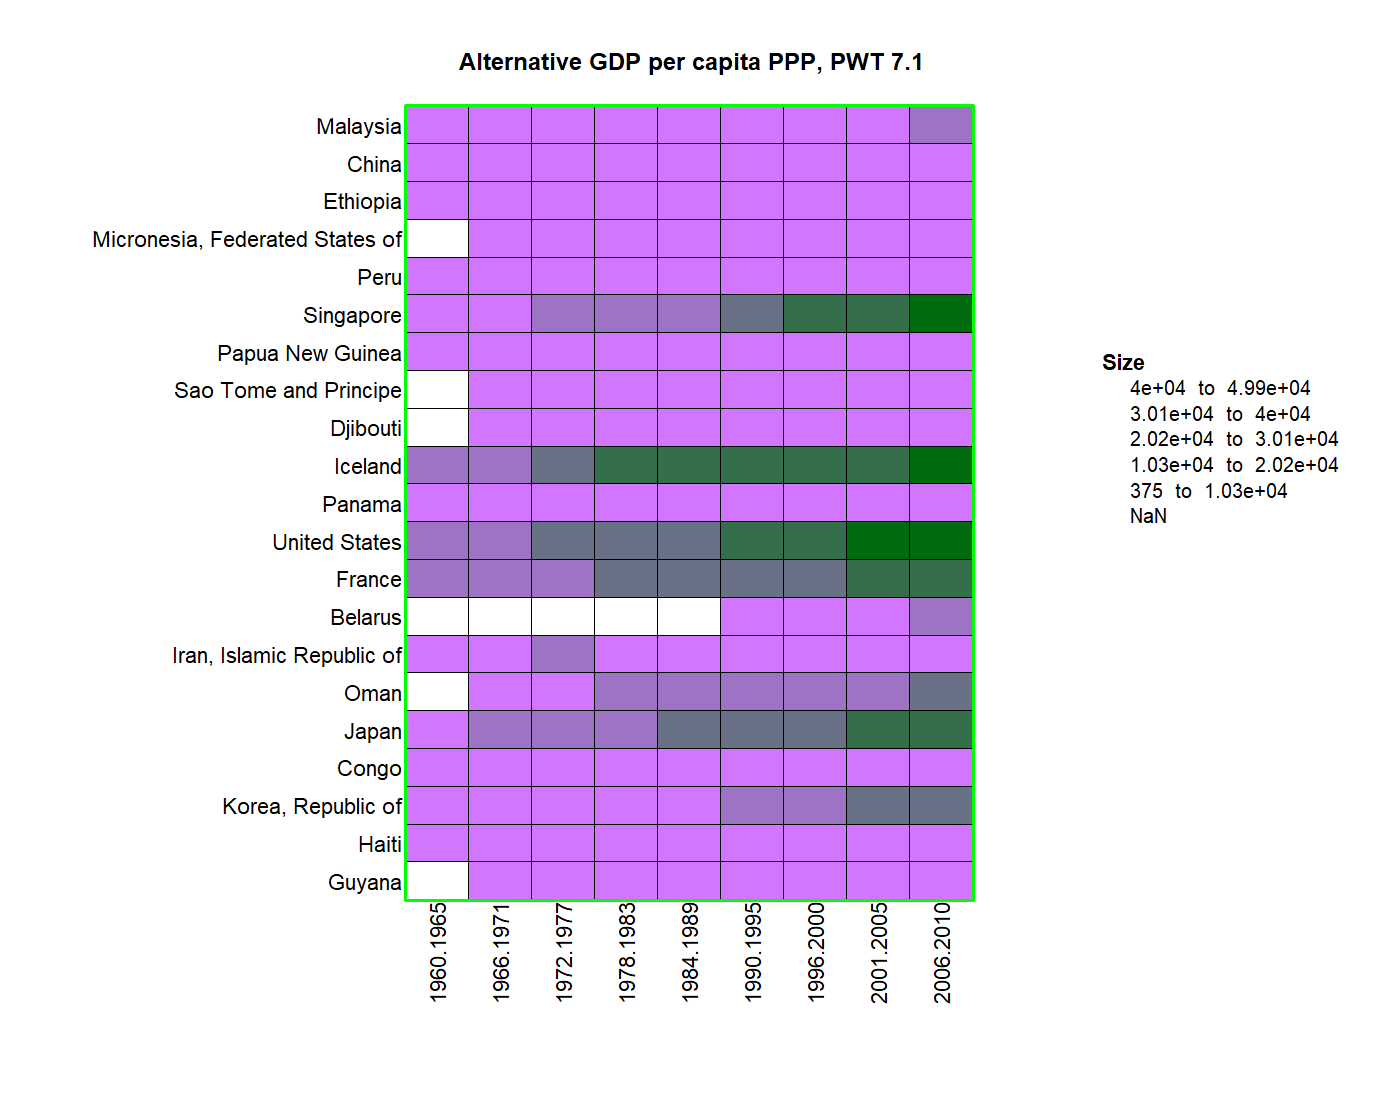 Alternative GDP per capita PPP, PWT 7.1
Malaysia
China
Ethiopia
Micronesia, Federated States of
Peru
Singapore
Papua New Guinea
Sao Tome and Principe
Djibouti
Iceland
Panama
United States
France
Belarus
Iran, Islamic Republic of
Oman
Japan
Congo
Korea, Republic of
Haiti
Guyana
1960.1965
1966.1971
1972.1977
1978.1983
1984.1989
1990.1995
1996.2000
2001.2005
2006.2010
Size
4e+04 to 4.99e+04
3.01e+04 to 4e+04
2.02e+04 to 3.01e+04
1.03e+04 to 2.02e+04
375 to 1.03e+04
NaN